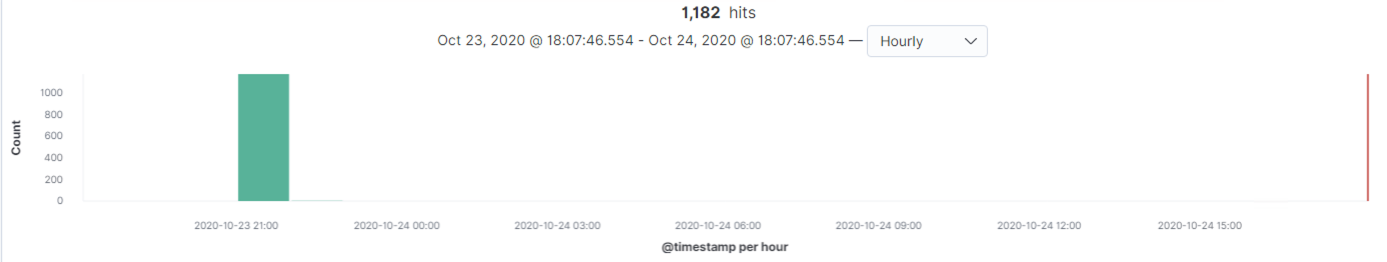 1,182 hits
Oct 23, 2020 @ 18:07:46.554 - Oct 24, 2020 @ 18:07:46.554 — Hourly
Count
1000
800
600
400
200
0
2020-10-23 21:00 2020-10-24 00:00 2020-10-24 03:00 2020-10-24 06:00 2020-10-24 09:00 2020-10-24 12:00 2020-10-24 15:00
@timestamp per hour